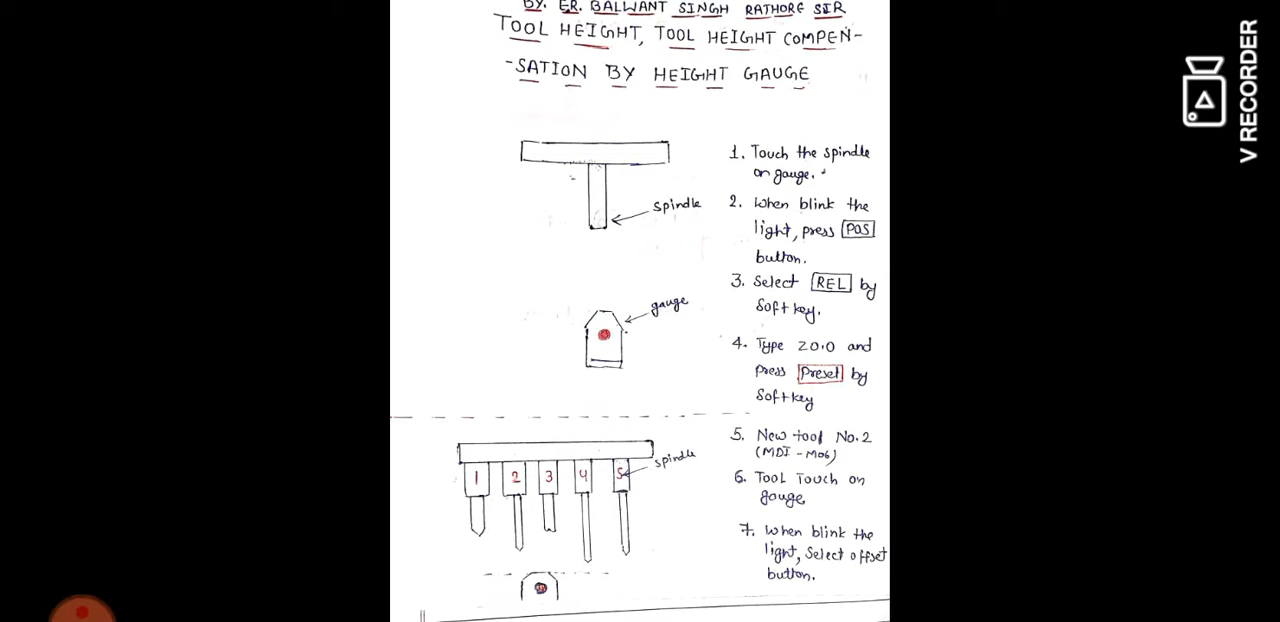 BY. ER. BALWANT SINGH RATHORE SIR
TOOL HEIGHT, TOOL HEIGHT COMPEN-
-SATION BY HEIGHT GAUGE
spindle
gauge
1. Touch the spindle
on gauge.
2. When blink the
light, press POS
button.
3. Select REL by
Soft key.
4. Type Z0.0 and
press Preset by
Soft key
1 2 3 4 5
spindle
5. New tool No. 2
(MDI - M06)
6. Tool Touch on
gauge
7. When blink the
light, Select offset
button.
V RECORDER